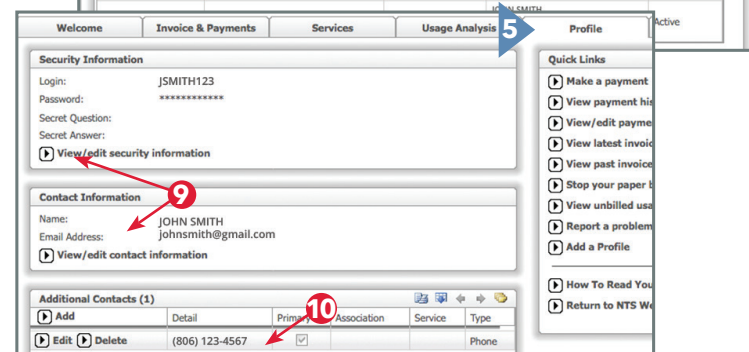 JOHN SMITH
Active
Welcome Invoice & Payments Services Usage Analysis 5 Profile
Security Information
Login: JSMITH123
Password: ************
Secret Question:
Secret Answer:
View/edit security information
9
Contact Information
Name: JOHN SMITH
Email Address: johnsmith@gmail.com
View/edit contact information
Additional Contacts (1)
10
Add Detail Association Service Type
Edit Delete (806) 123-4567 Phone
Quick Links
Make a payment
View payment his
View/edit payme
View latest invoic
View past invoice
Stop your paper
View unbilled usa
Report a problem
Add a Profile
How To Read You
Return to NTS We